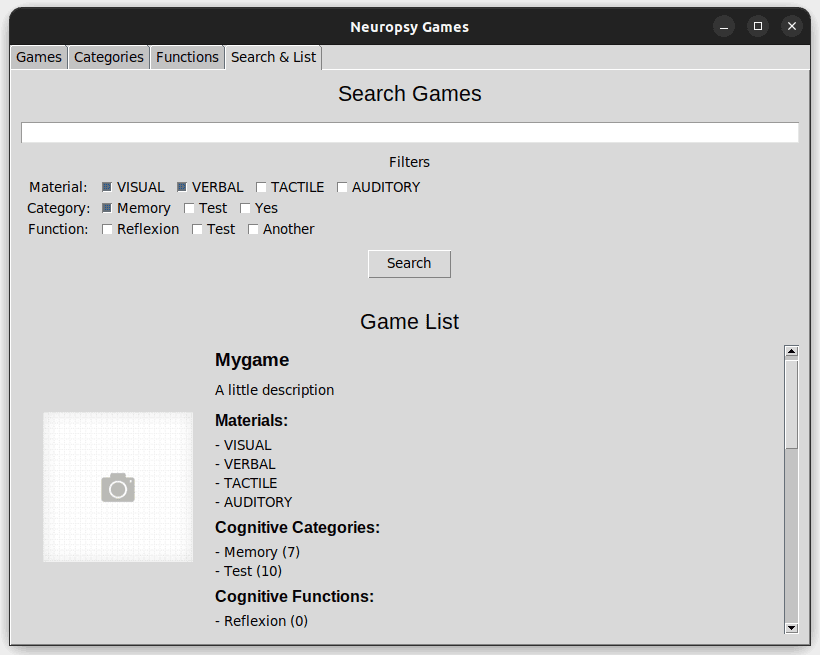 Neuropsy Games
Games Categories Functions Search & List
Search Games
Filters
Material: VISUAL VERBAL TACTILE AUDITORY
Category: Memory Test Yes
Function: Reflexion Test Another
Search
Game List
Mygame
A little description
Materials:
- VISUAL
- VERBAL
- TACTILE
- AUDITORY
Cognitive Categories:
- Memory (7)
- Test (10)
Cognitive Functions:
- Reflexion (0)